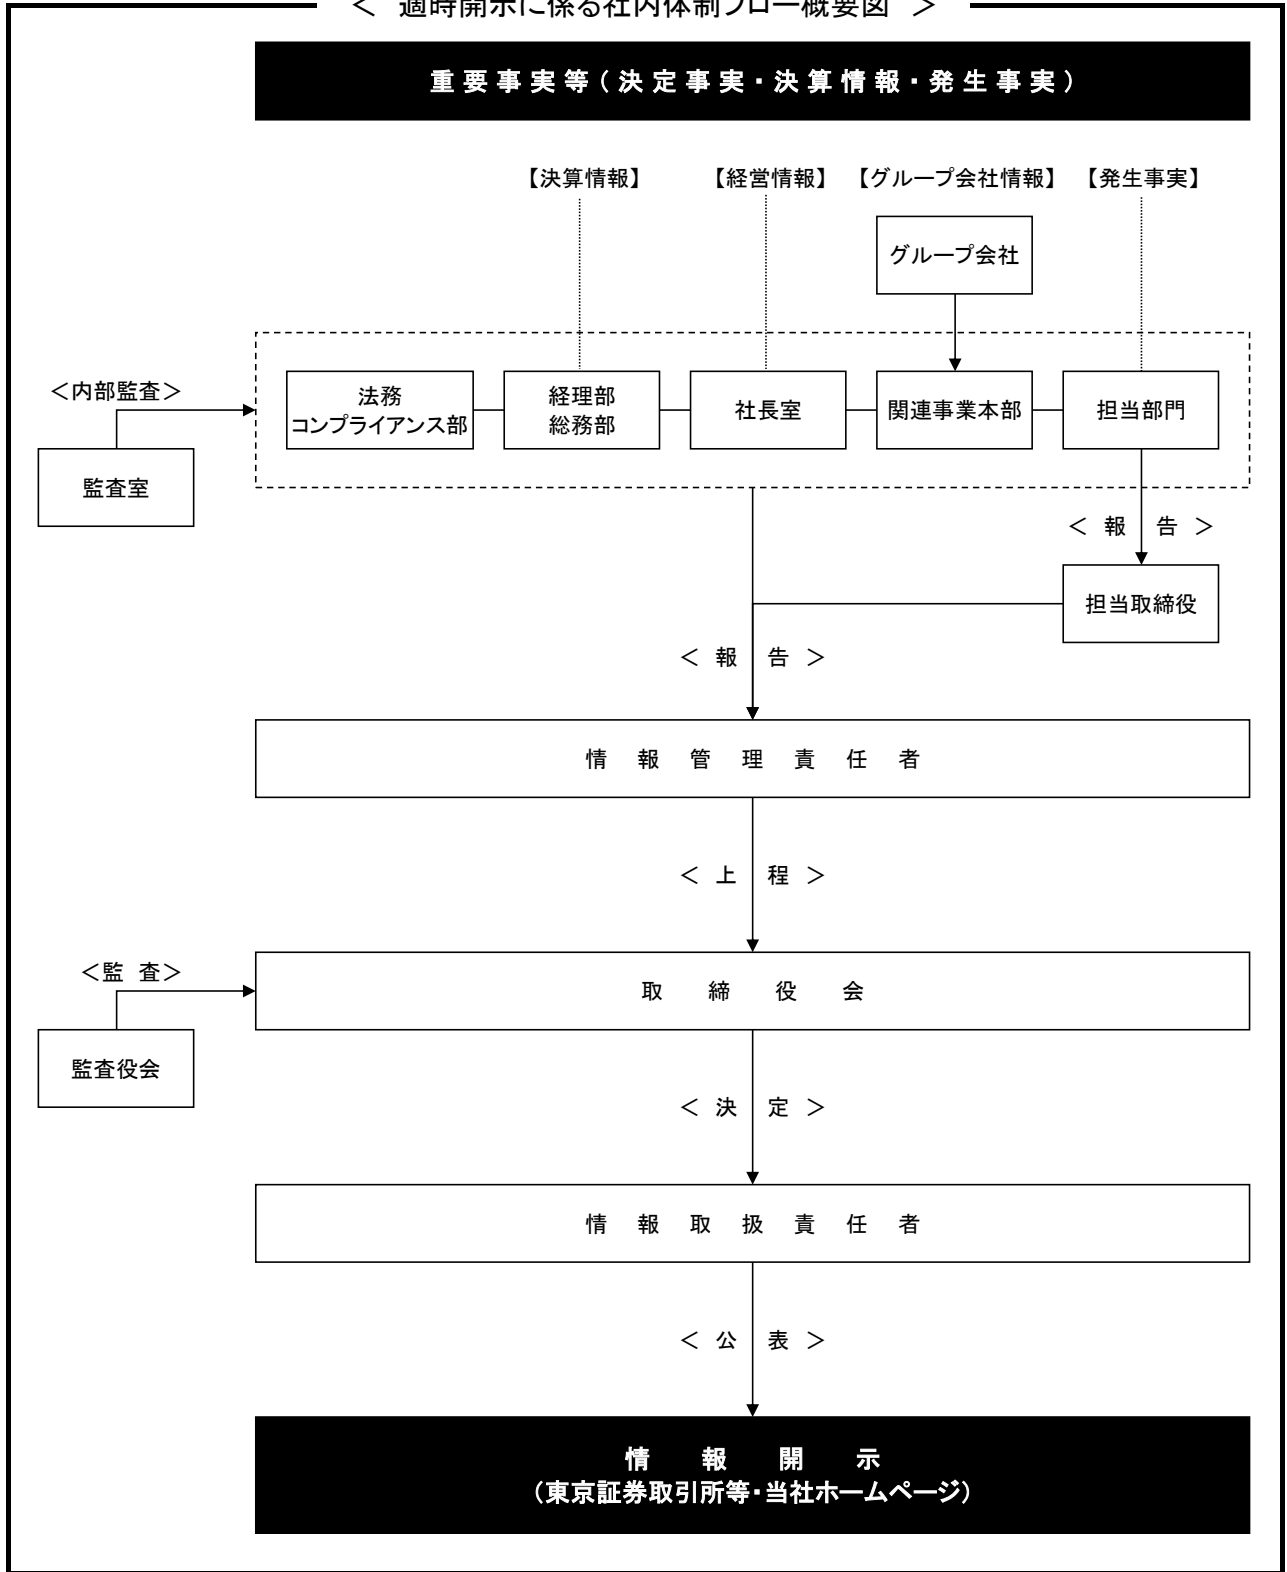 ＜ 適時開示に係る社内体制フロー概要図 ＞
重要事実等（決定事実・決算情報・発生事実）
【決算情報】 【経営情報】 【グループ会社情報】 【発生事実】
グループ会社
＜内部監査＞
監査室
法務
コンプライアンス部
経理部
総務部
社長室
関連事業本部
担当部門
＜ 報 告 ＞
担当取締役
＜ 報 告 ＞
情報管理責任者
＜ 上 程 ＞
＜監 査＞
監査役会
取締役会
＜ 決 定 ＞
情報取扱責任者
＜ 公 表 ＞
情報開示
（東京証券取引所等・当社ホームページ）